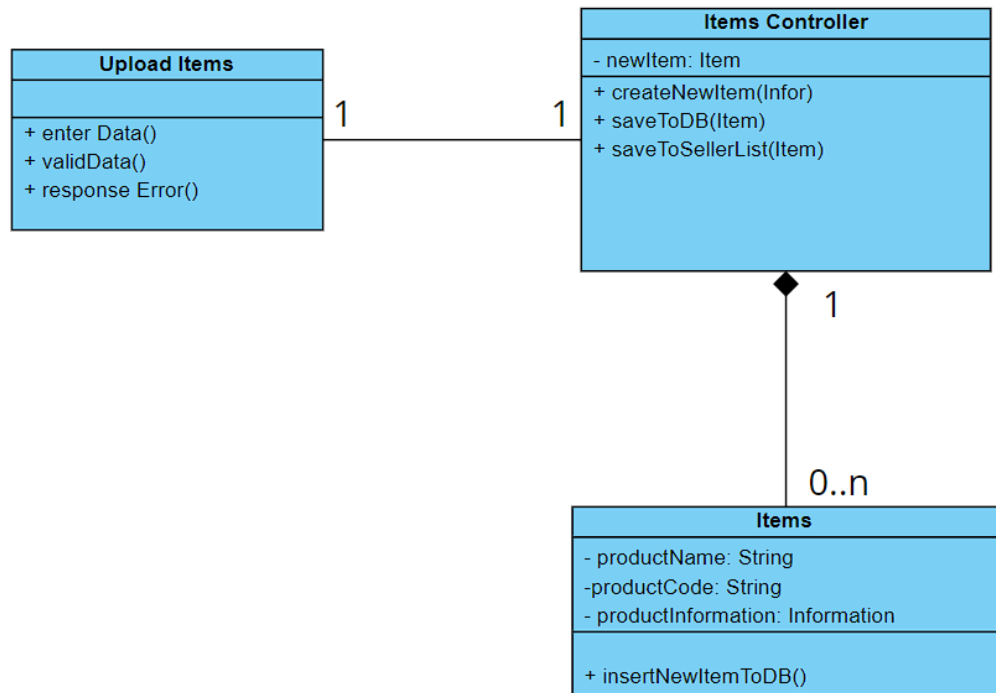 Upload Items
+ enter Data()
+ validData()
+ response Error()
1
1
Items Controller
- newItem: Item
+ createNewItem(Infor)
+ saveToDB(Item)
+ saveToSellerList(Item)
1
0..n
Items
- productName: String
-productCode: String
- productInformation: Information
+ insertNewItemToDB()